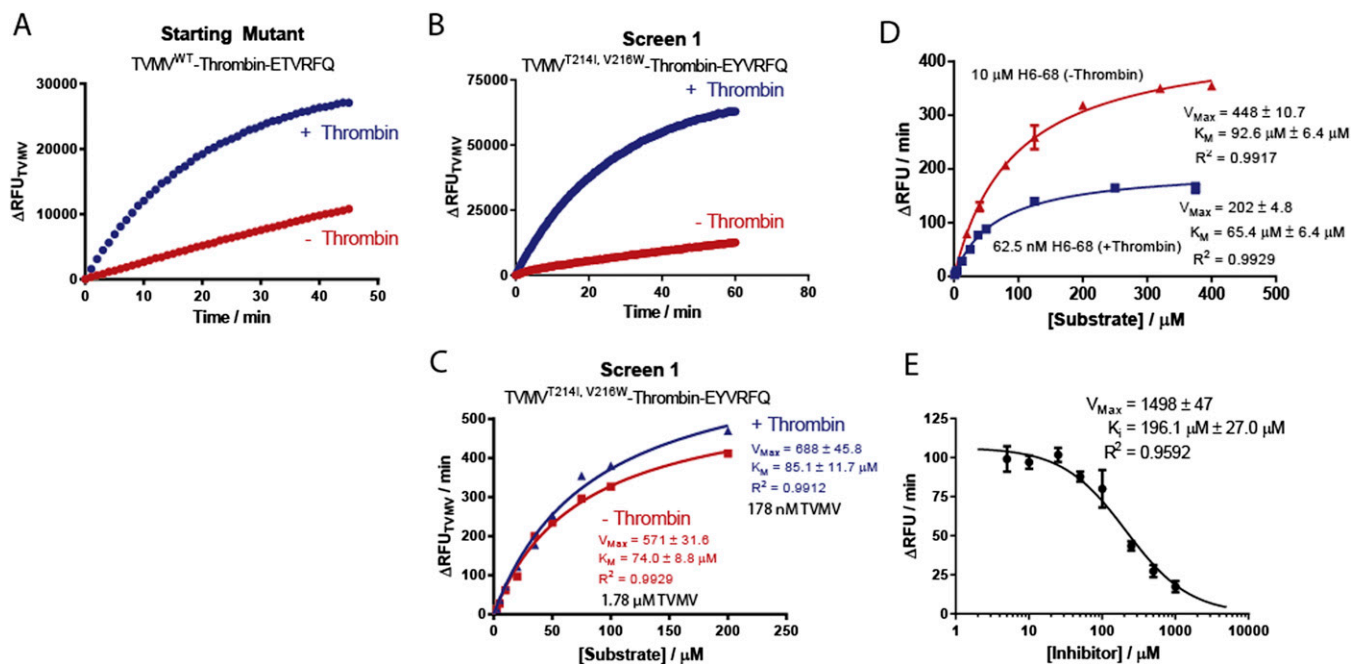 A
Starting Mutant
TVMV^WT-Thrombin-ETVRFQ
30000
20000
10000
0
ΔRFU_TVMV
+ Thrombin
- Thrombin
0 10 20 30 40 50
Time / min
B
Screen 1
TVMV^T214I, V216W-Thrombin-EYVRFQ
75000
50000
25000
0
ΔRFU_TVMV
+ Thrombin
- Thrombin
0 20 40 60 80
Time / min
C
Screen 1
TVMV^T214I, V216W-Thrombin-EYVRFQ
500
400
300
200
100
0
ΔRFU_TVMV / min
+ Thrombin
V_Max = 688 ± 45.8
K_M = 85.1 ± 11.7 μM
R² = 0.9912
178 nM TVMV
- Thrombin
V_Max = 571 ± 31.6
K_M = 74.0 ± 8.8 μM
R² = 0.9929
1.78 μM TVMV
0 50 100 150 200 250
[Substrate] / μM
D
400
300
200
100
0
ΔRFU / min
10 μM H6-68 (-Thrombin)
V_Max = 448 ± 10.7
K_M = 92.6 μM ± 6.4 μM
R² = 0.9917
V_Max = 202 ± 4.8
K_M = 65.4 μM ± 6.4 μM
R² = 0.9929
62.5 nM H6-68 (+Thrombin)
0 100 200 300 400 500
[Substrate] / μM
E
125
100
75
50
25
0
ΔRFU / min
V_Max = 1498 ± 47
K_i = 196.1 μM ± 27.0 μM
R² = 0.9592
1 10 100 1000 10000
[Inhibitor] / μM